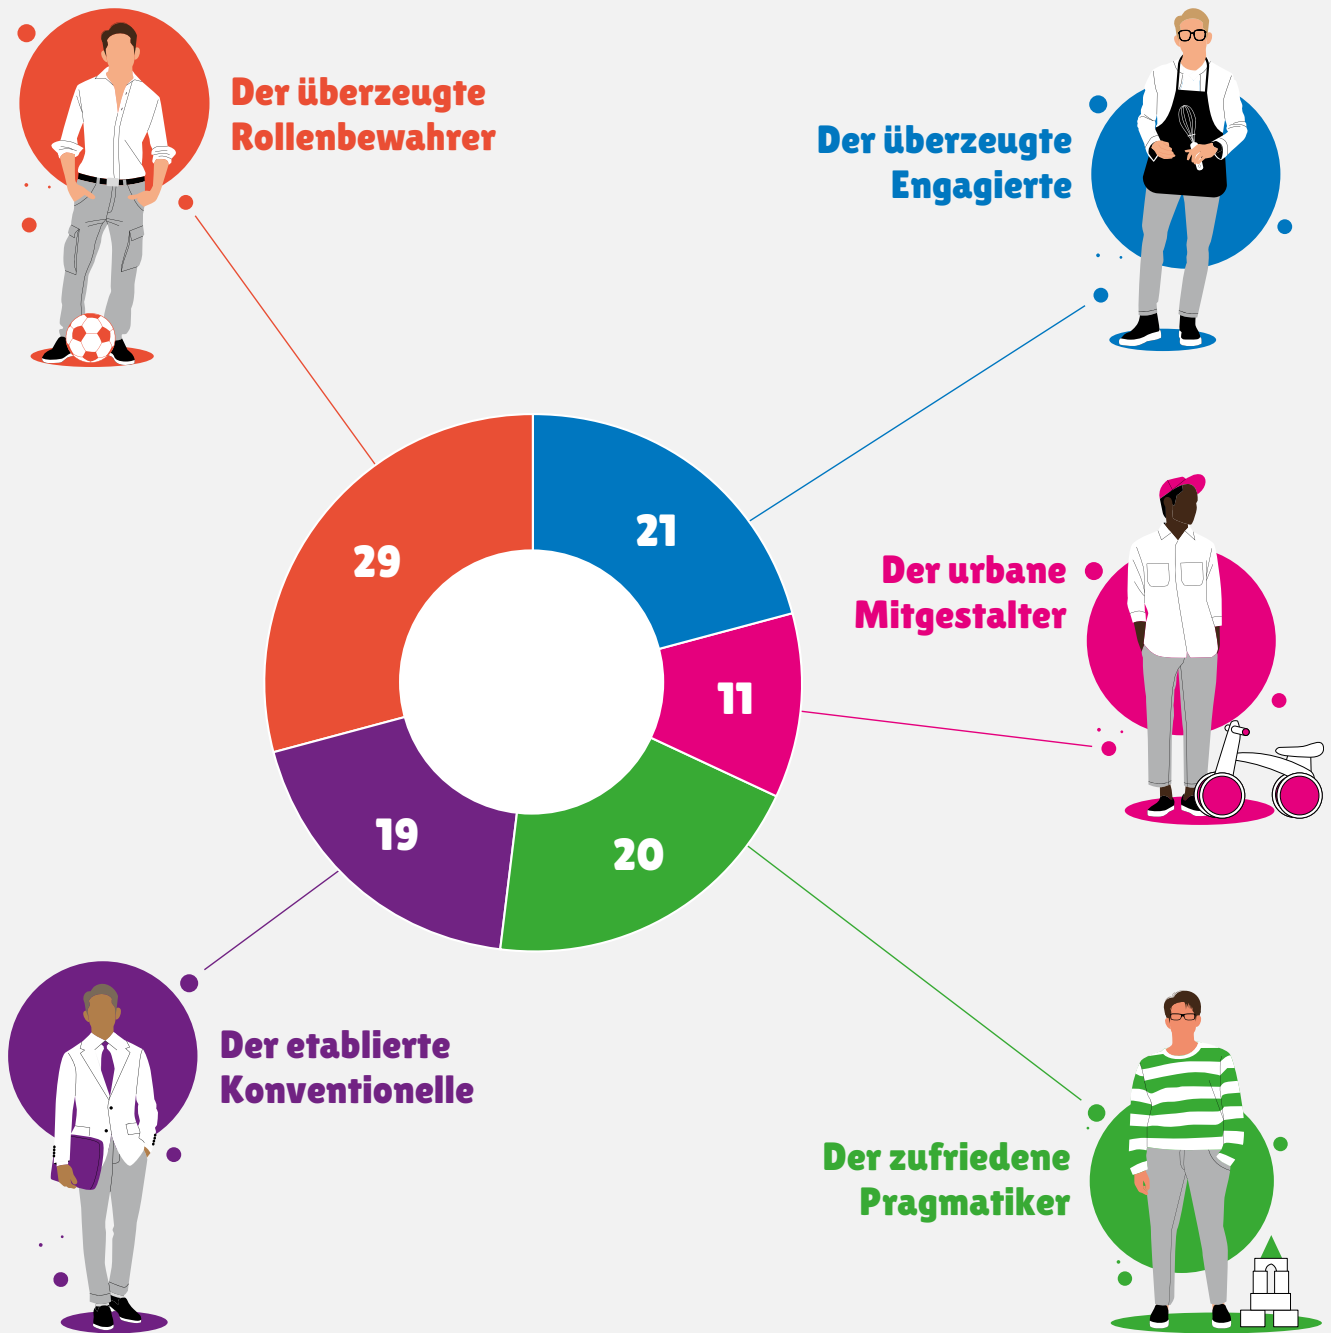 Der überzeugte
Rollenbewahrer
Der überzeugte
Engagierte
21
29
Der urbane
Mitgestalter
11
19
20
Der etablierte
Konventionelle
Der zufriedene
Pragmatiker